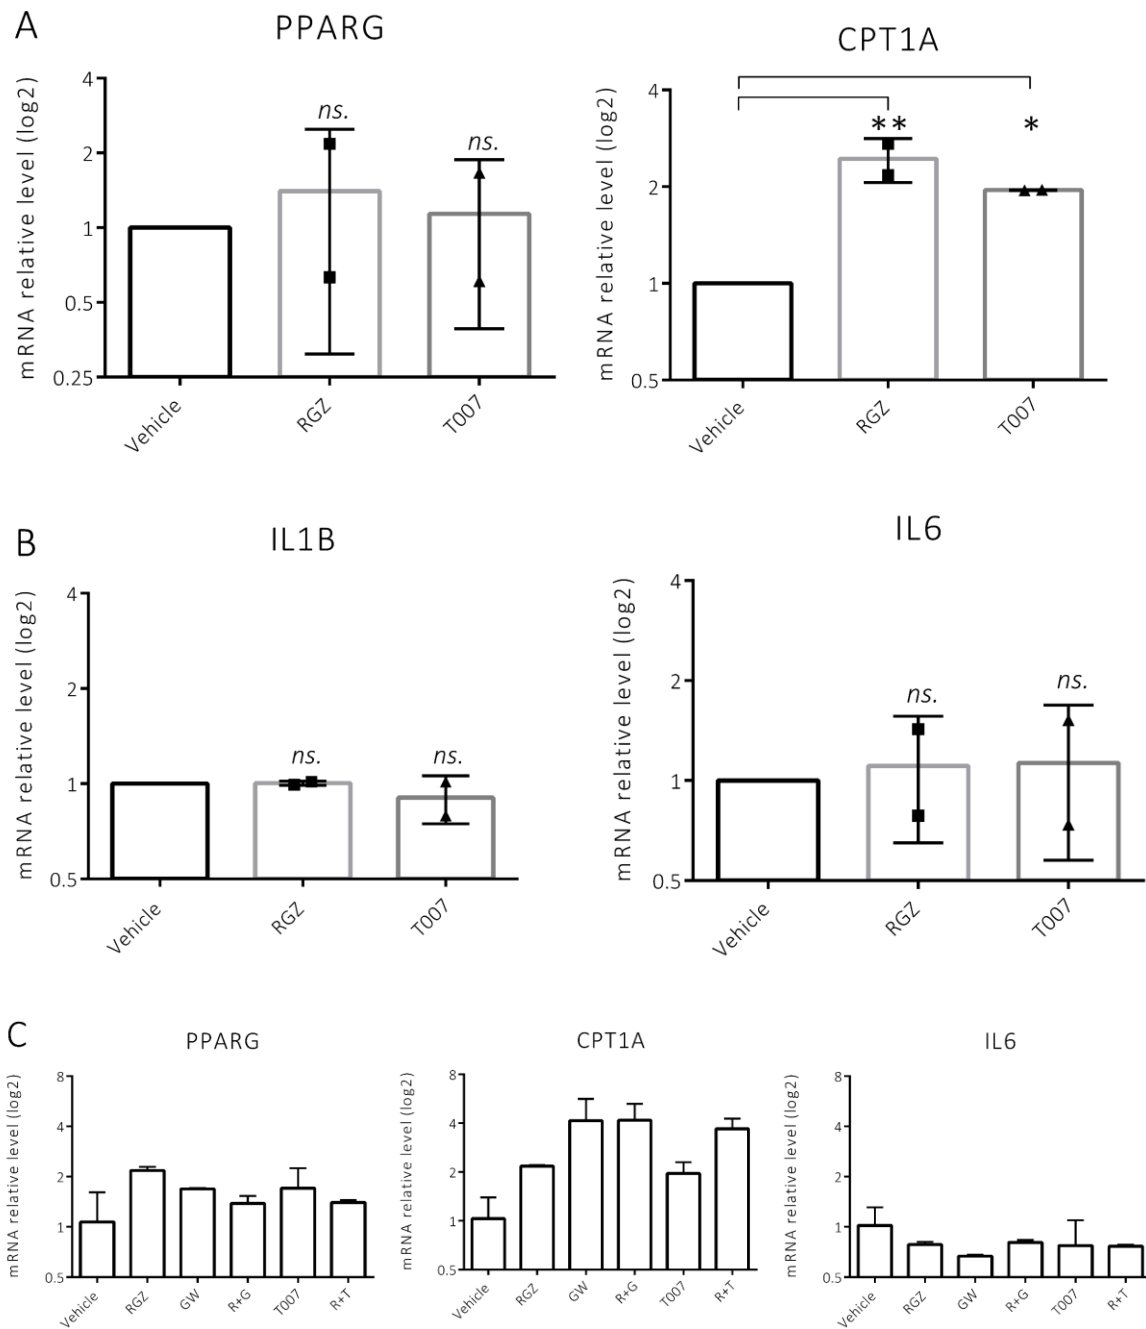 A
PPARG
mRNA relative level (log2)
4
2
1
0.5
0.25
ns.
ns.
Vehicle
RGZ
T007
CPT1A
mRNA relative level (log2)
4
2
1
0.5
**
*
Vehicle
RGZ
T007
B
IL1B
mRNA relative level (log2)
4
2
1
0.5
ns.
ns.
Vehicle
RGZ
T007
IL6
mRNA relative level (log2)
4
2
1
0.5
ns.
ns.
Vehicle
RGZ
T007
C
PPARG
mRNA relative level (log2)
8
4
2
1
0.5
Vehicle
RGZ
GW
R+G
T007
R+T
CPT1A
mRNA relative level (log2)
8
4
2
1
0.5
Vehicle
RGZ
GW
R+G
T007
R+T
IL6
mRNA relative level (log2)
8
4
2
1
0.5
Vehicle
RGZ
GW
R+G
T007
R+T